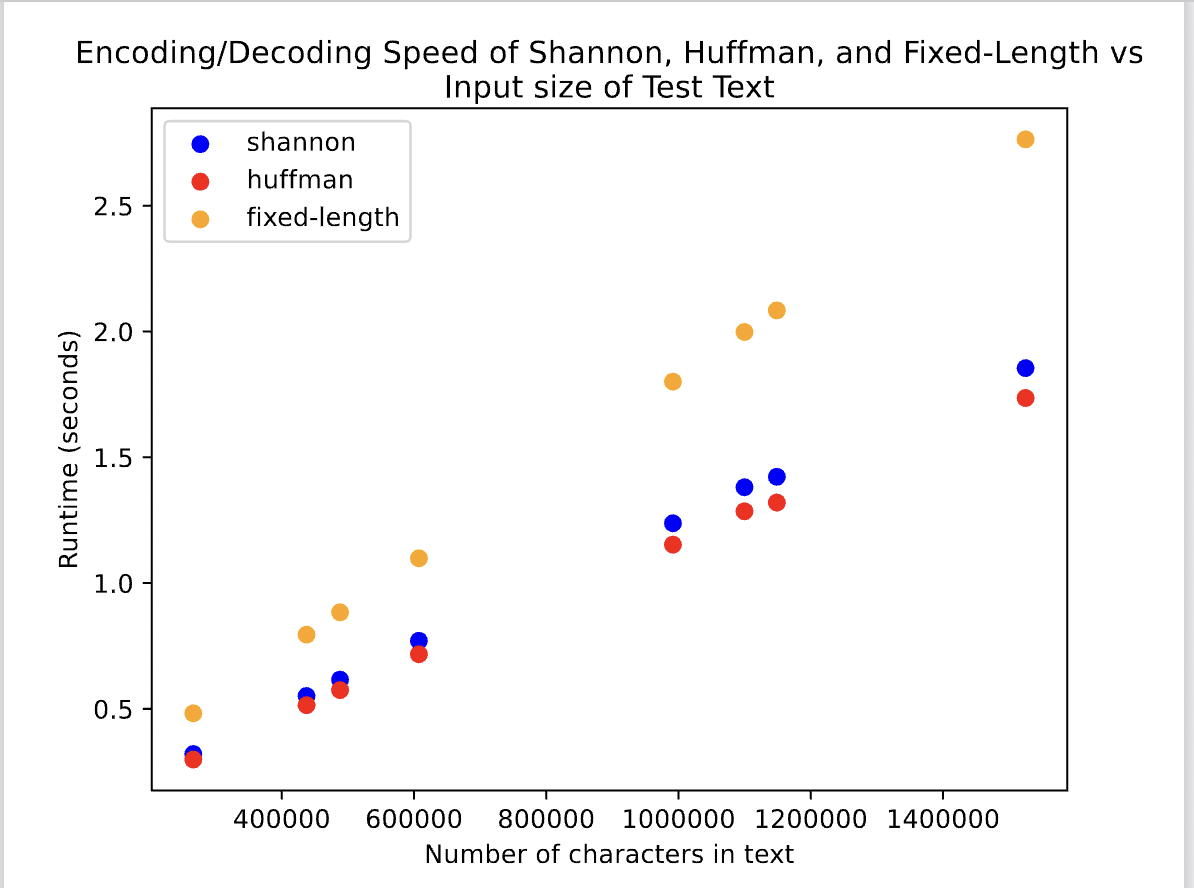 Encoding/Decoding Speed of Shannon, Huffman, and Fixed-Length vs
Input size of Test Text
shannon
huffman
fixed-length
2.5
2.0
1.5
1.0
0.5
Runtime (seconds)
400000 600000 800000 1000000 1200000 1400000
Number of characters in text